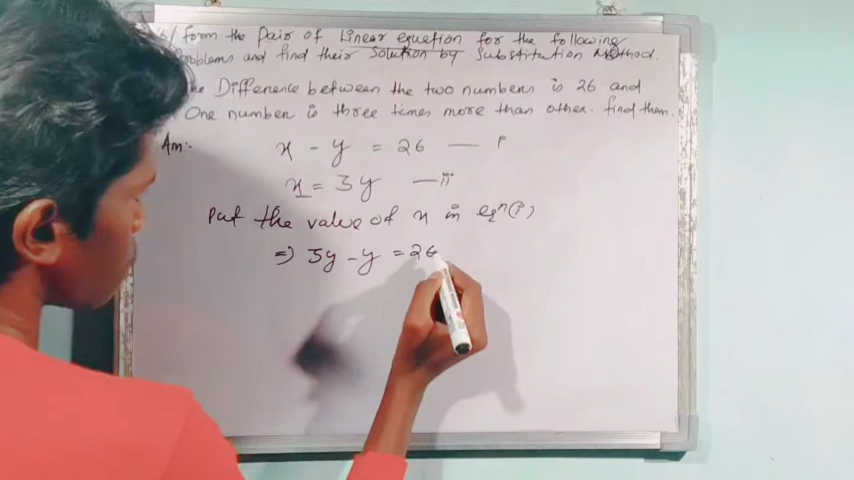 form the Pair of Linear equetion for the following
Problems and find their Solution by Substitution Method.
Difference between the two numbers is 26 and
One number is three times more than other. find them.
Ans:-
x - y = 26 — i
x = 3y — ii
Put the value of x in eqⁿ(i)
⇒ 3y - y = 26